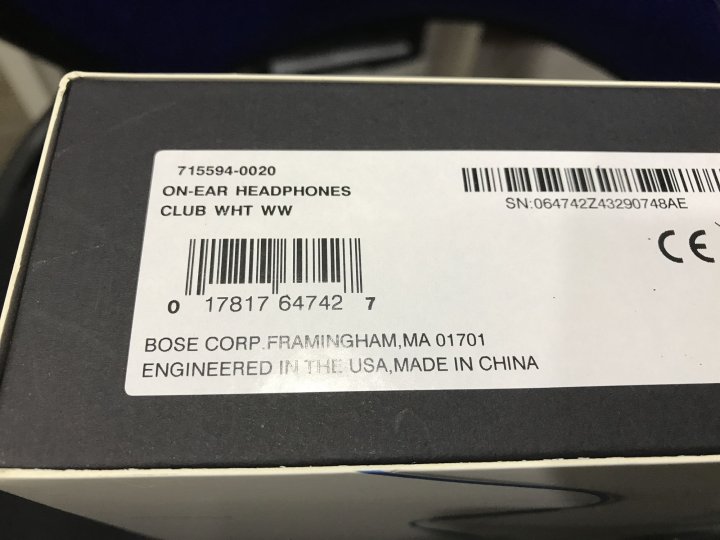 715594-0020
ON-EAR HEADPHONES
CLUB WHT WW
SN:064742Z43290748AE
CE
0 17817 64742 7
BOSE CORP.FRAMINGHAM,MA 01701
ENGINEERED IN THE USA,MADE IN CHINA